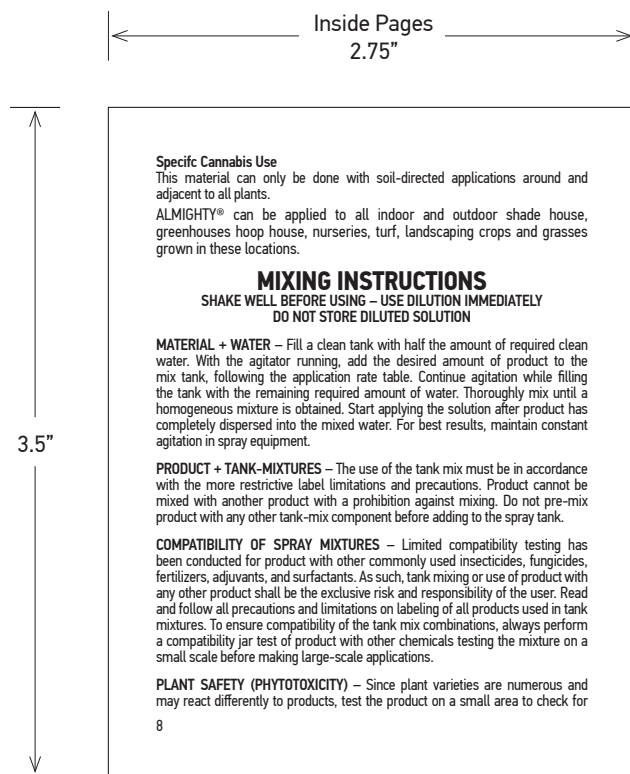 Inside Pages
2.75”
3.5”
Specifc Cannabis Use
This material can only be done with soil-directed applications around and
adjacent to all plants.
ALMIGHTY® can be applied to all indoor and outdoor shade house,
greenhouses hoop house, nurseries, turf, landscaping crops and grasses
grown in these locations.
MIXING INSTRUCTIONS
SHAKE WELL BEFORE USING – USE DILUTION IMMEDIATELY
DO NOT STORE DILUTED SOLUTION
MATERIAL + WATER – Fill a clean tank with half the amount of required clean
water. With the agitator running, add the desired amount of product to the
mix tank, following the application rate table. Continue agitation while filling
the tank with the remaining required amount of water. Thoroughly mix until a
homogeneous mixture is obtained. Start applying the solution after product has
completely dispersed into the mixed water. For best results, maintain constant
agitation in spray equipment.
PRODUCT + TANK-MIXTURES – The use of the tank mix must be in accordance
with the more restrictive label limitations and precautions. Product cannot be
mixed with another product with a prohibition against mixing. Do not pre-mix
product with any other tank-mix component before adding to the spray tank.
COMPATIBILITY OF SPRAY MIXTURES – Limited compatibility testing has
been conducted for product with other commonly used insecticides, fungicides,
fertilizers, adjuvants, and surfactants. As such, tank mixing or use of product with
any other product shall be the exclusive risk and responsibility of the user. Read
and follow all precautions and limitations on labeling of all products used in tank
mixtures. To ensure compatibility of the tank mix combinations, always perform
a compatibility jar test of product with other chemicals testing the mixture on a
small scale before making large-scale applications.
PLANT SAFETY (PHYTOTOXICITY) – Since plant varieties are numerous and
may react differently to products, test the product on a small area to check for
8